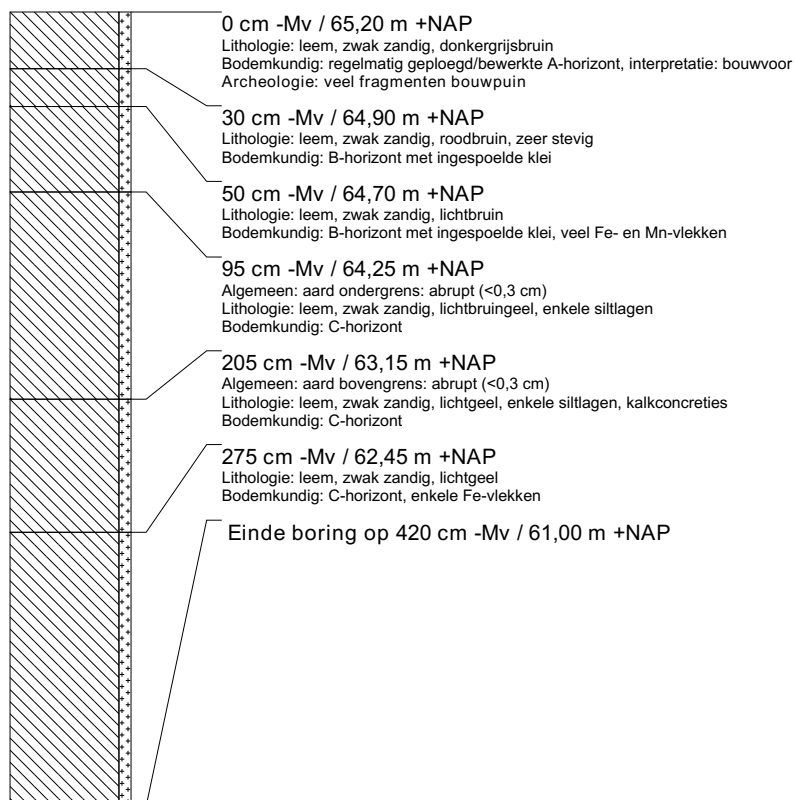 0 cm -Mv / 65,20 m +NAP
Lithologie: leem, zwak zandig, donkergrijsbruin
Bodemkundig: regelmatig geploegd/bewerkte A-horizont, interpretatie: bouwvoor
Archeologie: veel fragmenten bouwpuin
30 cm -Mv / 64,90 m +NAP
Lithologie: leem, zwak zandig, roodbruin, zeer stevig
Bodemkundig: B-horizont met ingespoelde klei
50 cm -Mv / 64,70 m +NAP
Lithologie: leem, zwak zandig, lichtbruin
Bodemkundig: B-horizont met ingespoelde klei, veel Fe- en Mn-vlekken
95 cm -Mv / 64,25 m +NAP
Algemeen: aard ondergrens: abrupt (<0,3 cm)
Lithologie: leem, zwak zandig, lichtbruingeel, enkele siltlagen
Bodemkundig: C-horizont
205 cm -Mv / 63,15 m +NAP
Algemeen: aard bovengrens: abrupt (<0,3 cm)
Lithologie: leem, zwak zandig, lichtgeel, enkele siltlagen, kalkconcreties
Bodemkundig: C-horizont
275 cm -Mv / 62,45 m +NAP
Lithologie: leem, zwak zandig, lichtgeel
Bodemkundig: C-horizont, enkele Fe-vlekken
Einde boring op 420 cm -Mv / 61,00 m +NAP